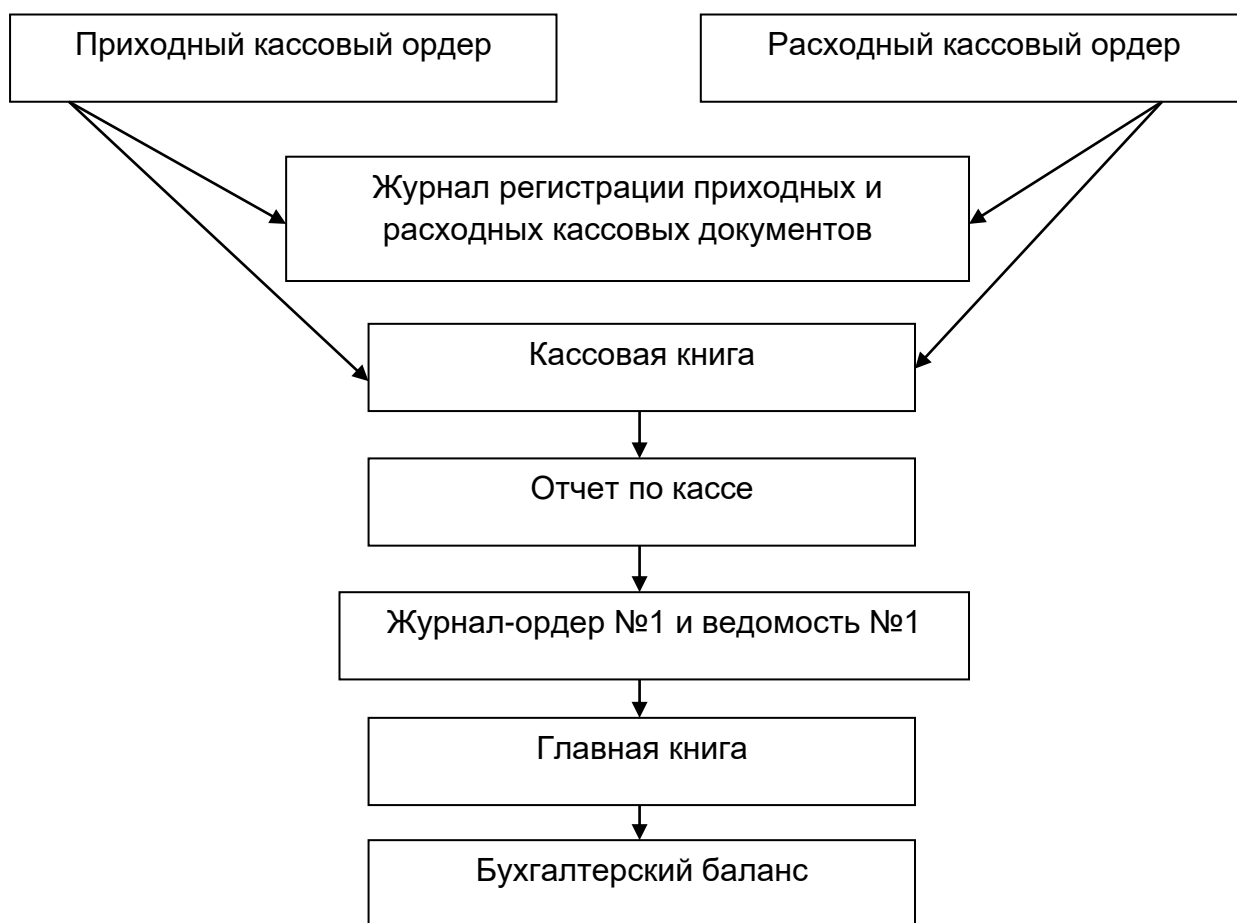 Приходный кассовый ордер
Расходный кассовый ордер
Журнал регистрации приходных и
расходных кассовых документов
Кассовая книга
Отчет по кассе
Журнал-ордер №1 и ведомость №1
Главная книга
Бухгалтерский баланс